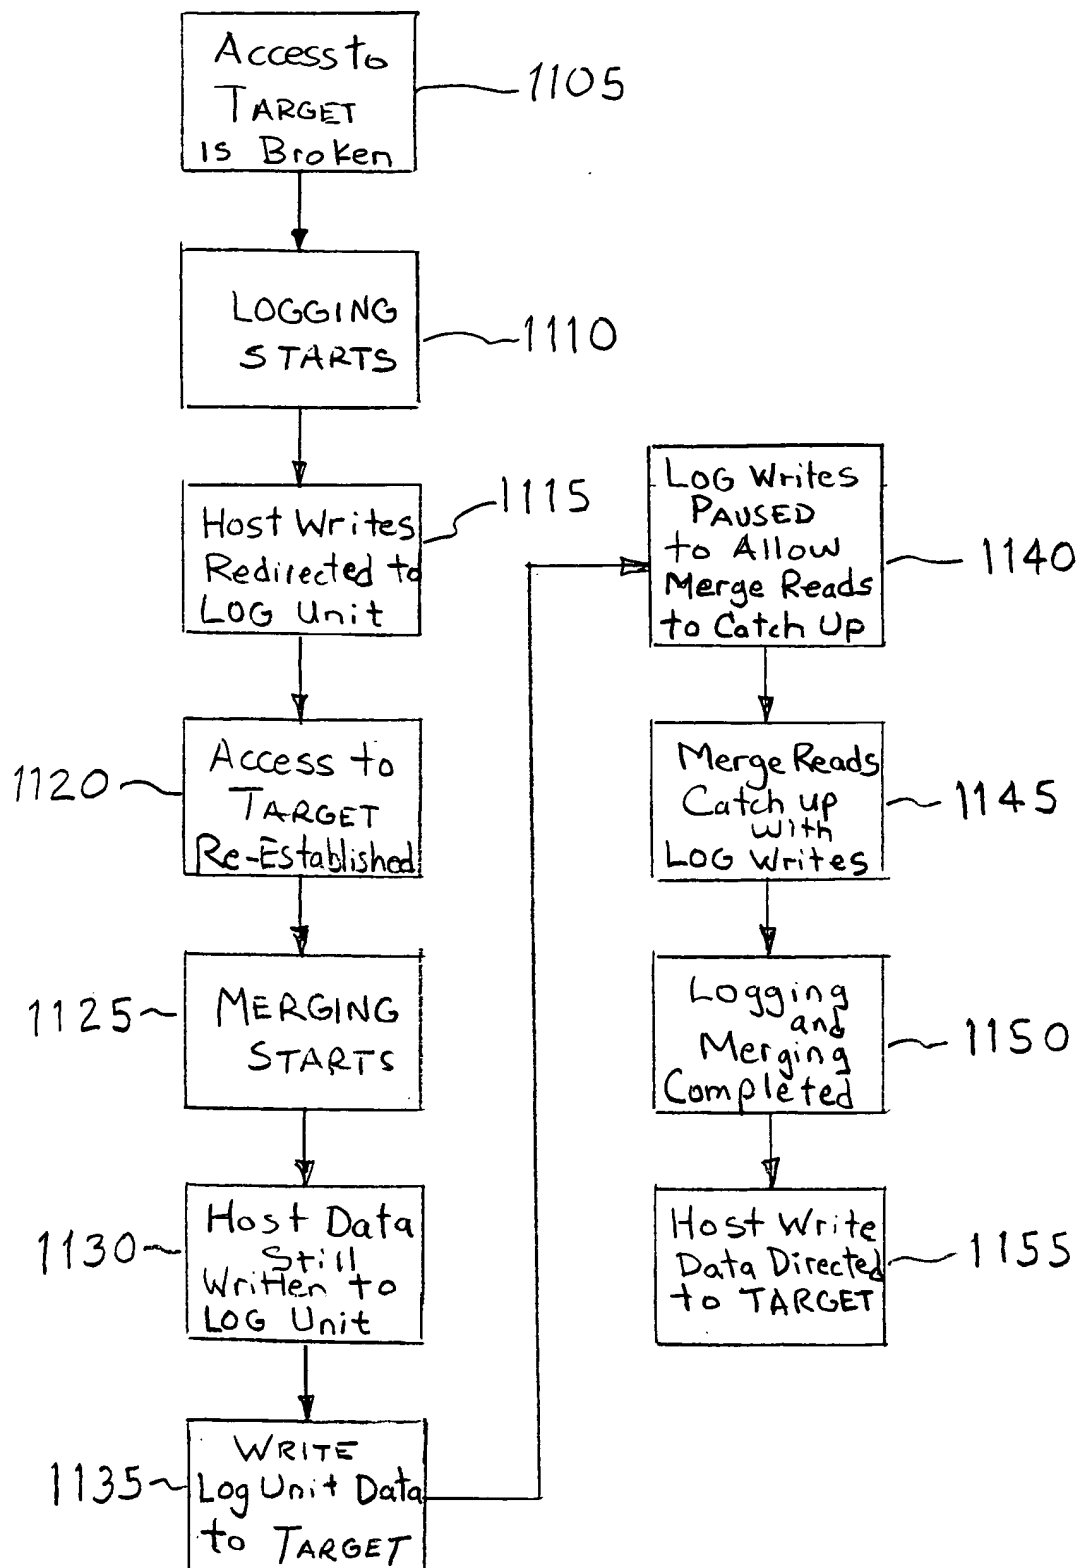 Access to
TARGET
is Broken
1105
LOGGING
STARTS
1110
Host Writes
Redirected to
LOG Unit
1115
Access to
TARGET
Re-Established
1120
MERGING
STARTS
1125
Host Data
Still
Written to
LOG Unit
1130
WRITE
Log Unit Data
to TARGET
1135
LOG Writes
PAUSED
to Allow
Merge Reads
to Catch Up
1140
Merge Reads
Catch up
with
LOG Writes
1145
Logging
and
Merging
Completed
1150
Host Write
Data Directed
to TARGET
1155